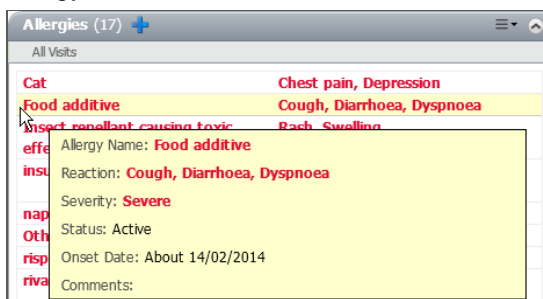 Allergies (17)
All Visits
Cat Chest pain, Depression
Food additive Cough, Diarrhoea, Dyspnoea
Insect repellant causing toxic Rash, Swelling
effe
insu
nap
Oth
risp
riva
Allergy Name: Food additive
Reaction: Cough, Diarrhoea, Dyspnoea
Severity: Severe
Status: Active
Onset Date: About 14/02/2014
Comments: